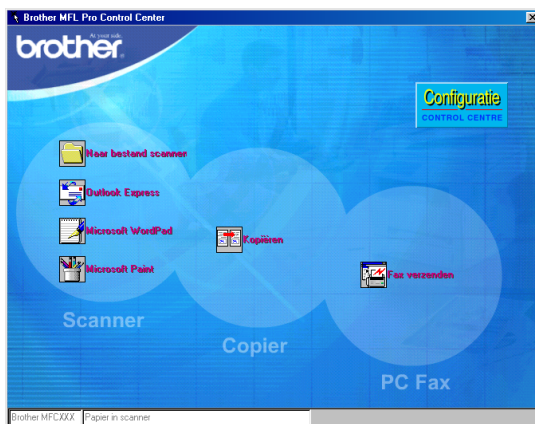 Brother MFL Pro Control Center
At your side.
brother
Configuratie
CONTROL CENTRE
Naar bestand scannen
Outlook Express
Microsoft WordPad
Microsoft Paint
Scanner
Kopiëren
Copier
Fax verzenden
PC Fax
Brother MFCXXX
Papier in scanner